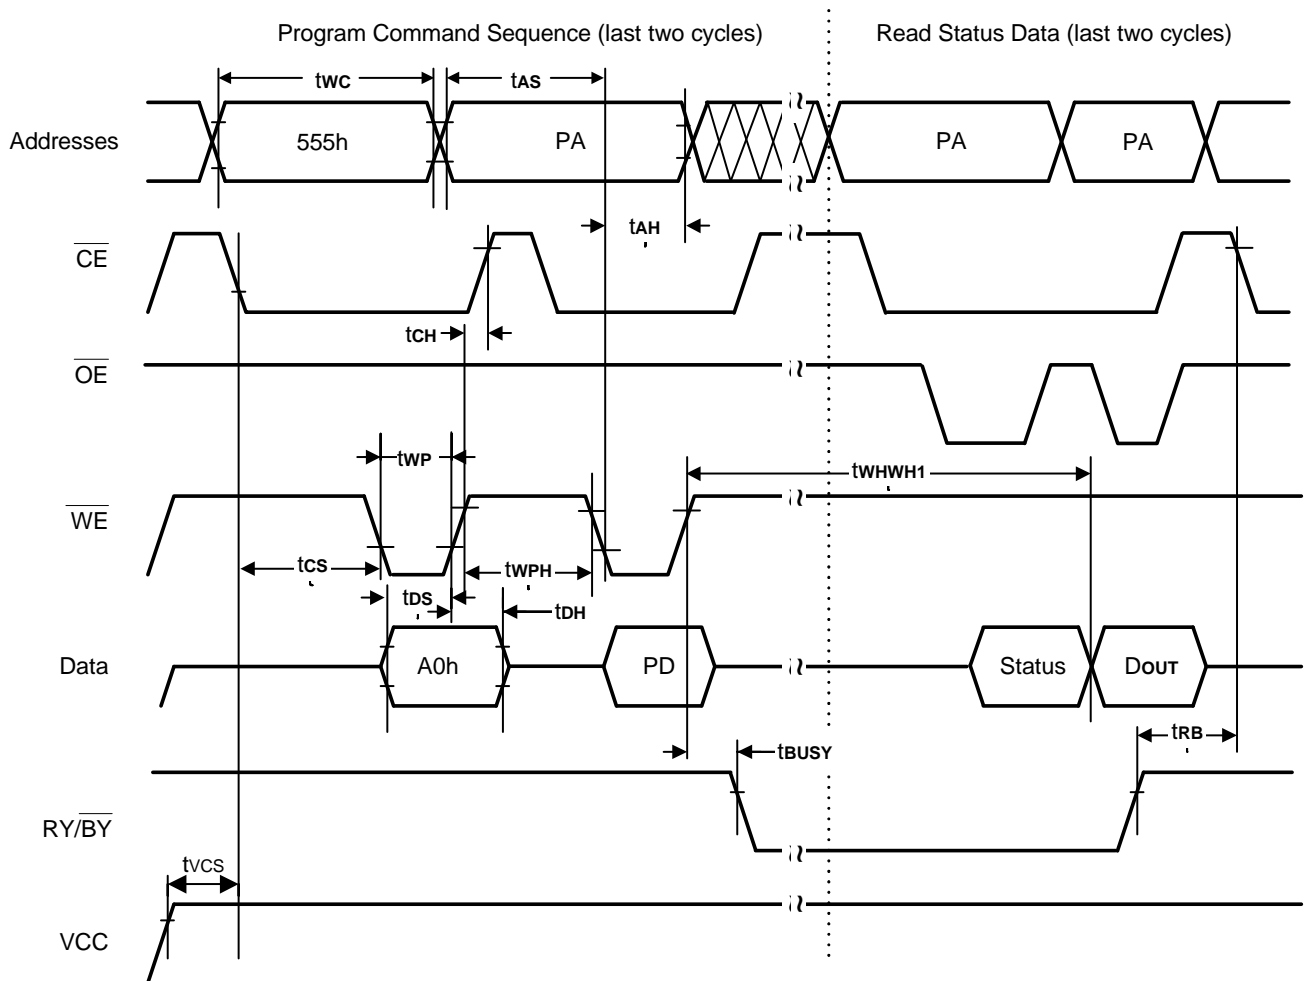 Program Command Sequence (last two cycles)
Read Status Data (last two cycles)
tWC
tAS
Addresses
555h
PA
PA
PA
tAH
CE
tCH
OE
tWP
tWHWH1
WE
tCS
tWPH
tDS
tDH
Data
A0h
PD
Status
DOUT
tRB
tBUSY
RY/BY
tVCS
VCC